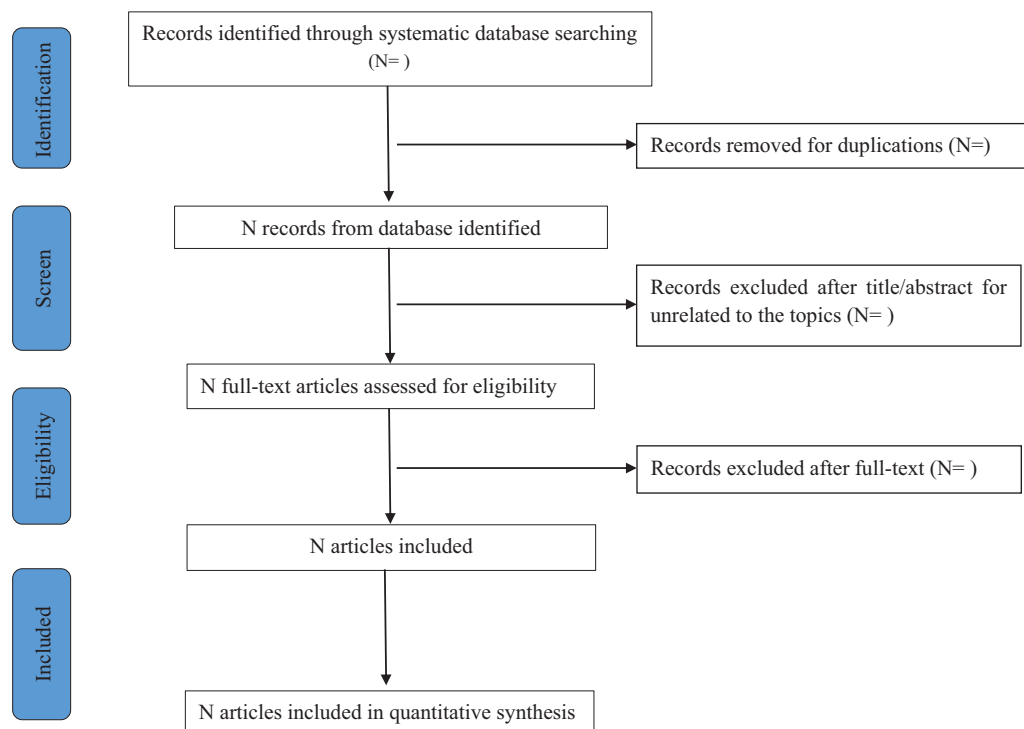 Identification
Records identified through systematic database searching
(N= )
Records removed for duplications (N=)
Screen
N records from database identified
Records excluded after title/abstract for
unrelated to the topics (N= )
N full-text articles assessed for eligibility
Eligibility
Records excluded after full-text (N= )
N articles included
Included
N articles included in quantitative synthesis